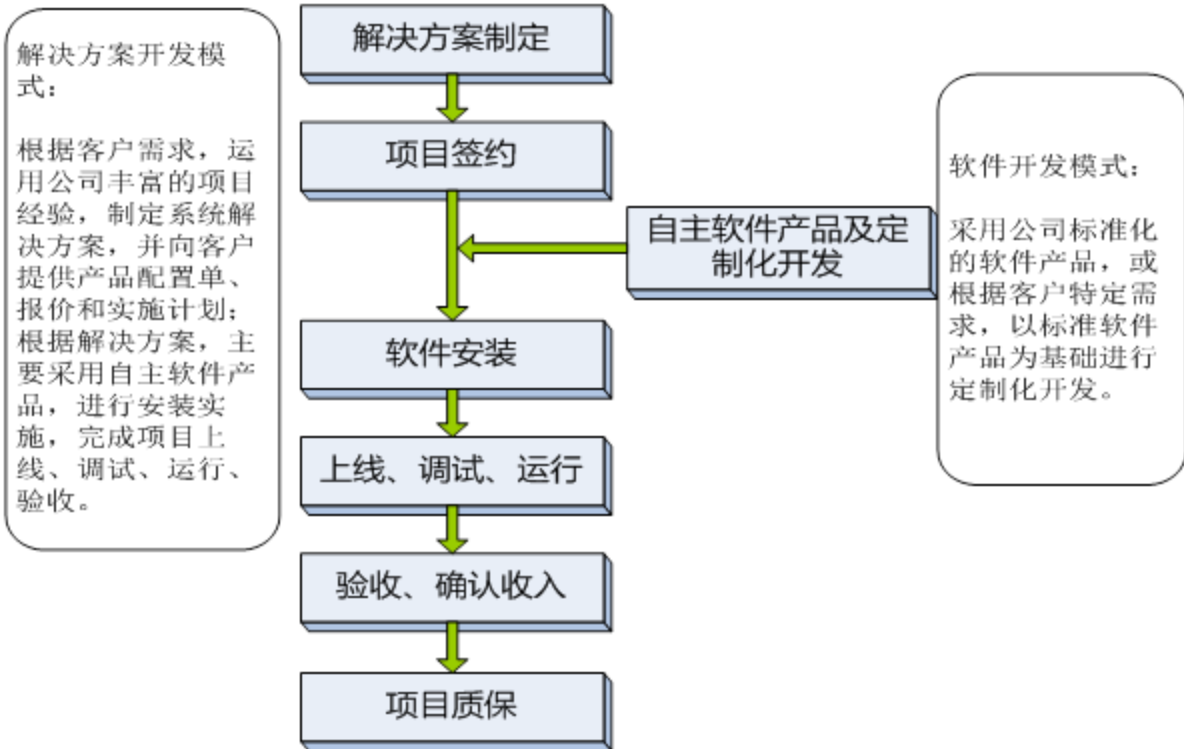 解决方案开发模
式：
根据客户需求，运
用公司丰富的项目
经验，制定系统解
决方案，并向客户
提供产品配置单、
报价和实施计划；
根据解决方案，主
要采用自主软件产
品，进行安装实
施，完成项目上
线、调试、运行、
验收。
解决方案制定
项目签约
自主软件产品及定
制化开发
软件安装
上线、调试、运行
验收、确认收入
项目质保
软件开发模式：
采用公司标准化
的软件产品，或
根据客户特定需
求，以标准软件
产品为基础进行
定制化开发。